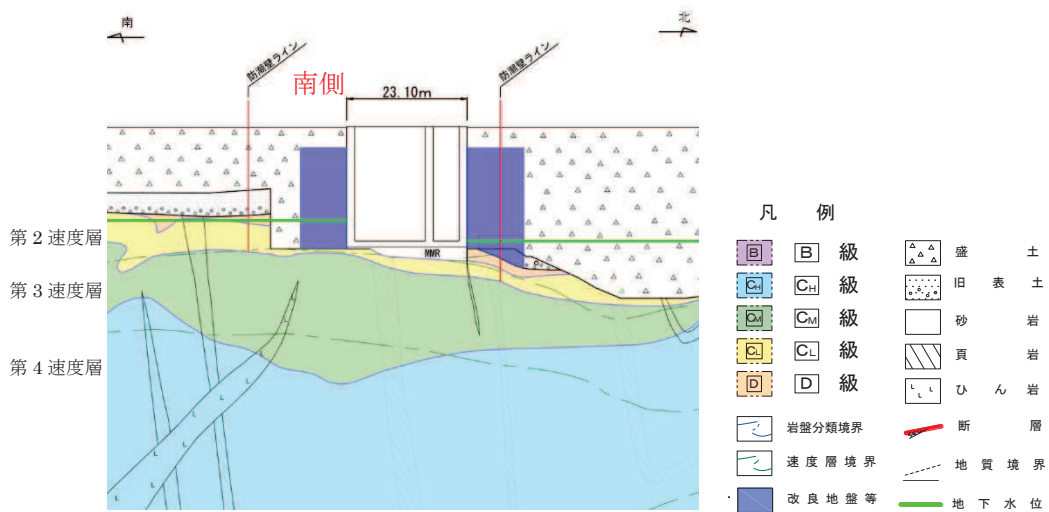 南
北
防潮壁ライン
南側
防潮壁ライン
23.10m
第2速度層
MMR
第3速度層
第4速度層
凡 例
B B 級
CH CH 級
CM CM 級
CL CL 級
D D 級
岩盤分類境界
速度層境界
改良地盤等
盛 土
旧 表 土
砂 岩
頁 岩
ひ ん 岩
断 層
地 質 境 界
地 下 水 位